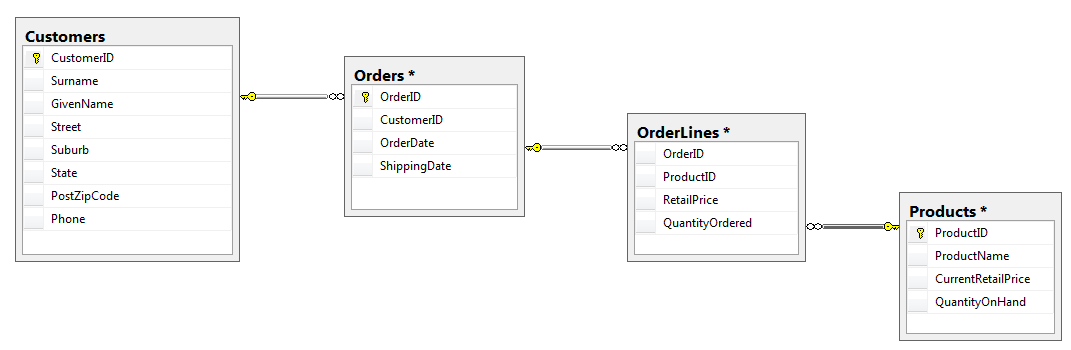 Customers
CustomerID
Surname
GivenName
Street
Suburb
State
PostZipCode
Phone
Orders *
OrderID
CustomerID
OrderDate
ShippingDate
OrderLines *
OrderID
ProductID
RetailPrice
QuantityOrdered
Products *
ProductID
ProductName
CurrentRetailPrice
QuantityOnHand